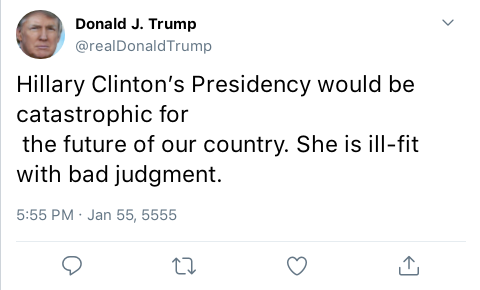 Donald J. Trump
@realDonaldTrump
Hillary Clinton’s Presidency would be
catastrophic for
the future of our country. She is ill-fit
with bad judgment.
5:55 PM · Jan 55, 5555